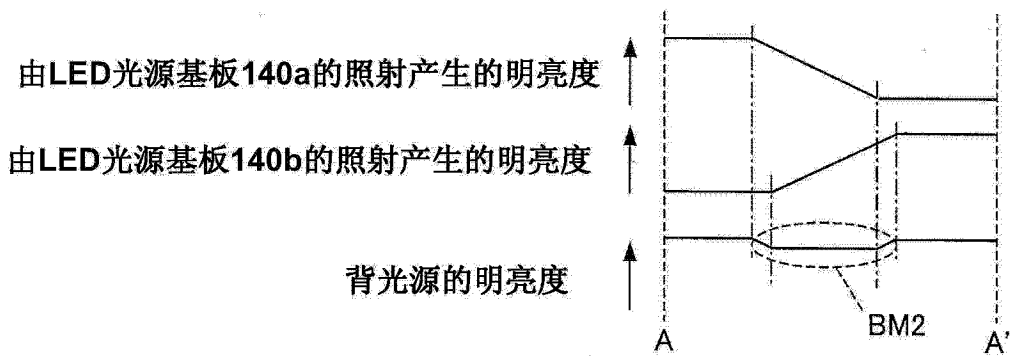 由LED光源基板140a的照射产生的明亮度
由LED光源基板140b的照射产生的明亮度
背光源的明亮度
BM2
A
A'